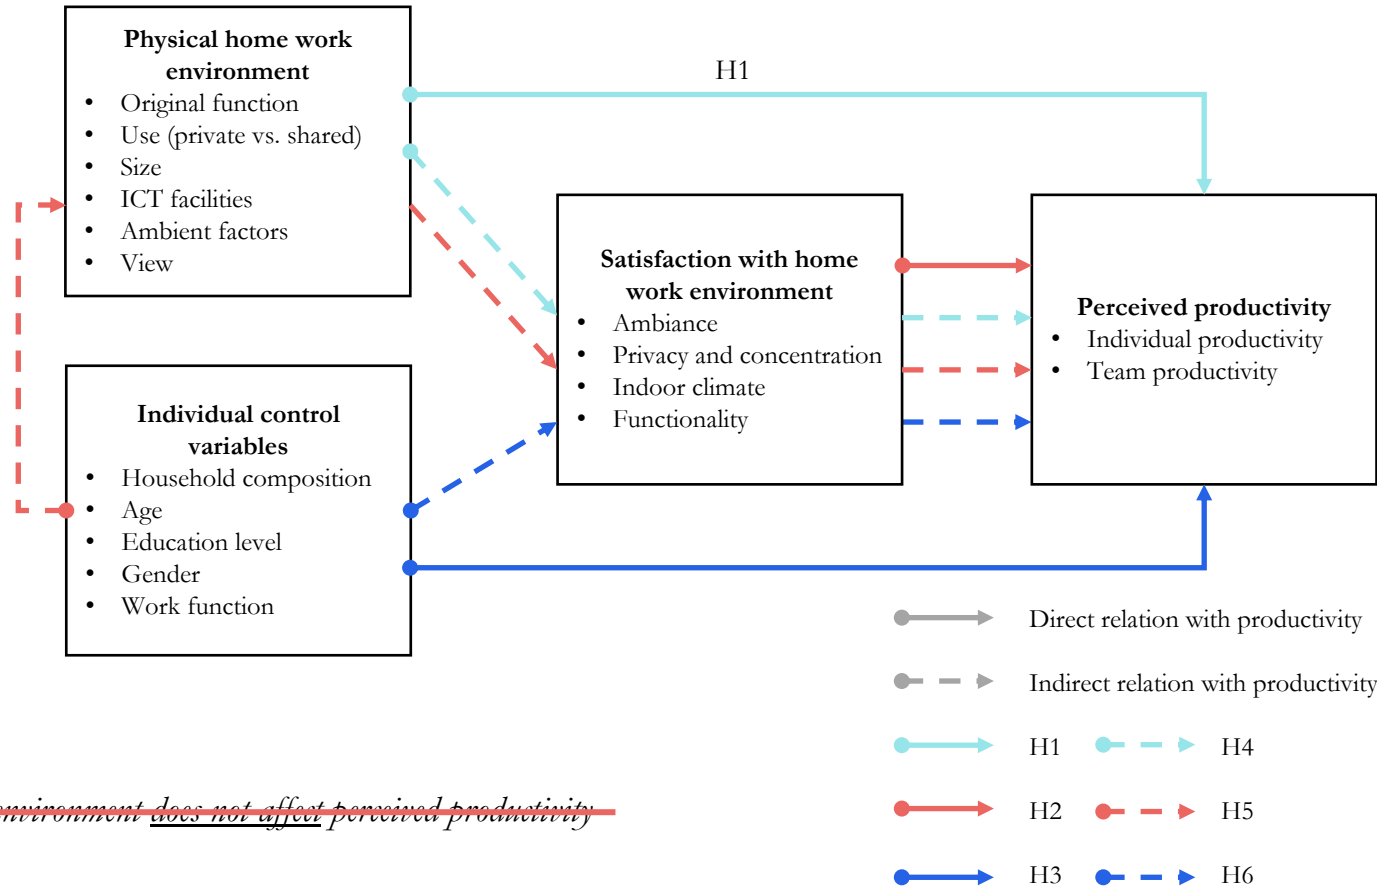 Physical home work
environment
• Original function
• Use (private vs. shared)
• Size
• ICT facilities
• Ambient factors
• View
H1
Satisfaction with home
work environment
• Ambiance
• Privacy and concentration
• Indoor climate
• Functionality
Perceived productivity
• Individual productivity
• Team productivity
Individual control
variables
• Household composition
• Age
• Education level
• Gender
• Work function
Direct relation with productivity
Indirect relation with productivity
H1 H4
environment does not affect perceived productivity
H2 H5
H3 H6